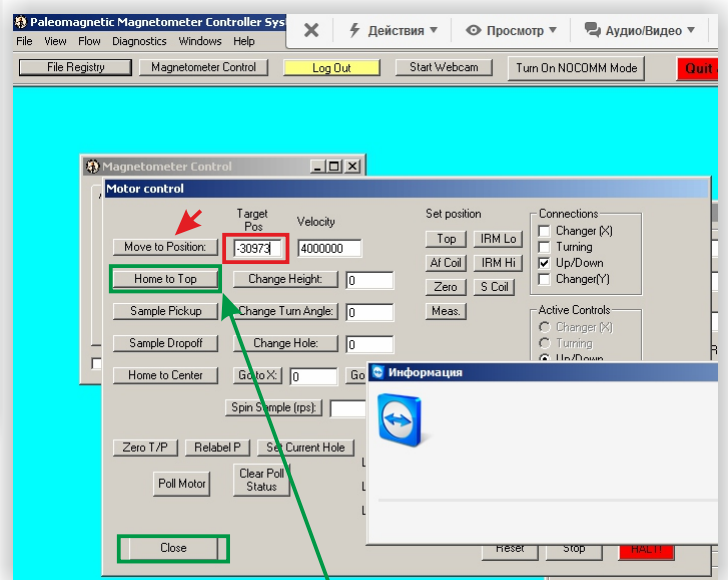 Paleomagnetic Magnetometer Controller Sys
Действия
Просмотр
Аудио/Видео
File View Flow Diagnostics Windows Help
File Registry
Magnetometer Control
Log Out
Start Webcam
Turn On NOCOMM Mode
Quit
Magnetometer Control
Motor control
Target Pos
Velocity
Move to Position:
-30973
4000000
Home to Top
Change Height:
0
Sample Pickup
Change Turn Angle:
0
Sample Dropoff
Change Hole:
0
Home to Center
Go to X:
0
Go
Spin Sample (rps):
Set position
Top
IRM Lo
Af Coil
IRM Hi
Zero
S Coil
Meas.
Connections
Changer (X)
Turning
Up/Down
Changer(Y)
Active Controls
Changer (X)
Turning
Up/Down
Информация
Zero T/P
Relabel P
Set Current Hole
Poll Motor
Clear Poll
Status
Close
Reset
Stop
HALT!